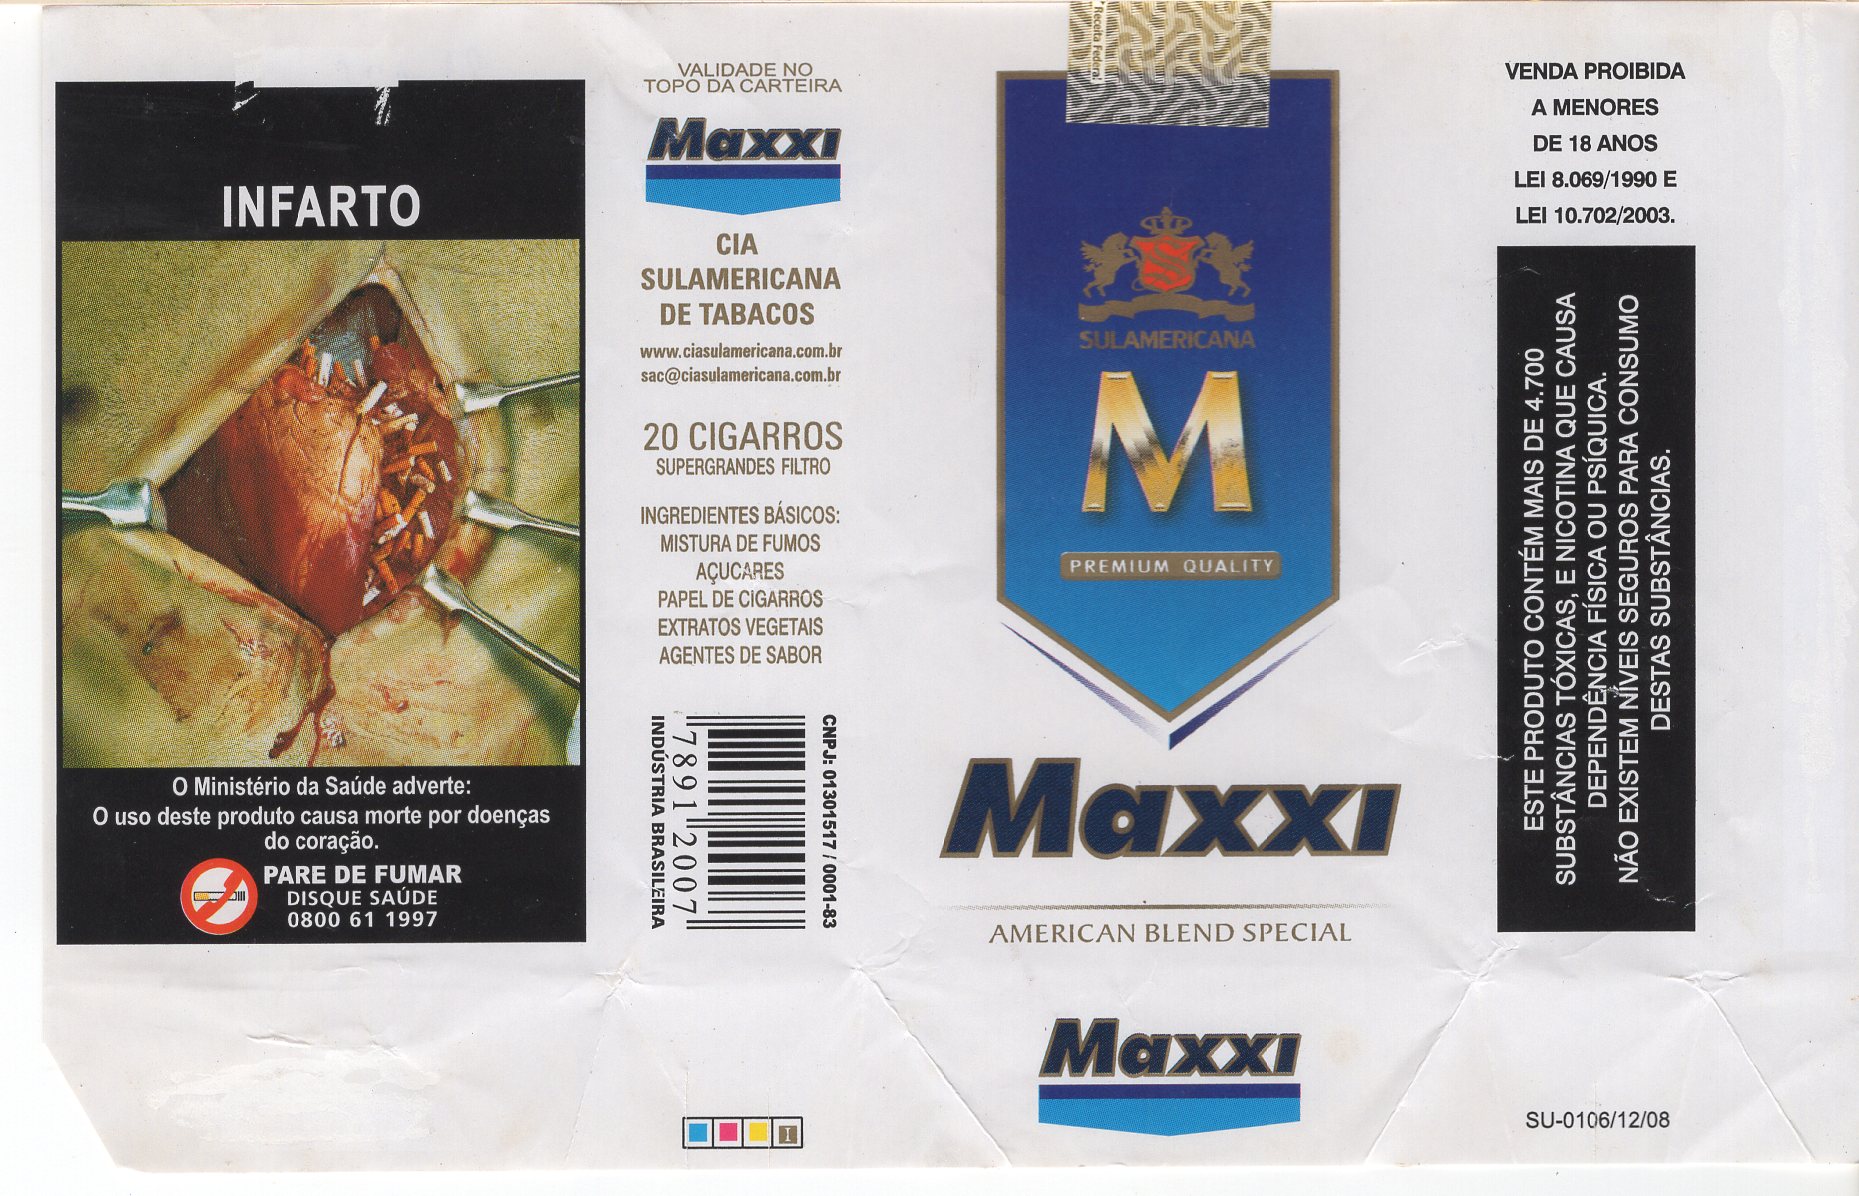 INFARTO
O Ministério da Saúde adverte:
O uso deste produto causa morte por doenças
do coração.
PARE DE FUMAR
DISQUE SAÚDE
0800 61 1997
VALIDADE NO
TOPO DA CARTEIRA
Maxxi
CIA
SULAMERICANA
DE TABACOS
www.ciasulamericana.com.br
sac@ciasulamericana.com.br
20 CIGARROS
SUPERGRANDES FILTRO
INGREDIENTES BÁSICOS:
MISTURA DE FUMOS
AÇUCARES
PAPEL DE CIGARROS
EXTRATOS VEGETAIS
AGENTES DE SABOR
CNPJ: 01301517 / 0001-83
78912007
INDÚSTRIA BRASILEIRA
I
Receita Federal
S
SULAMERICANA
M
PREMIUM QUALITY
Maxxi
AMERICAN BLEND SPECIAL
Maxxi
VENDA PROIBIDA
A MENORES
DE 18 ANOS
LEI 8.069/1990 E
LEI 10.702/2003.
ESTE PRODUTO CONTÉM MAIS DE 4.700
SUBSTÂNCIAS TÓXICAS, E NICOTINA QUE CAUSA
DEPENDÊNCIA FÍSICA OU PSÍQUICA.
NÃO EXISTEM NÍVEIS SEGUROS PARA CONSUMO
DESTAS SUBSTÂNCIAS.
SU-0106/12/08